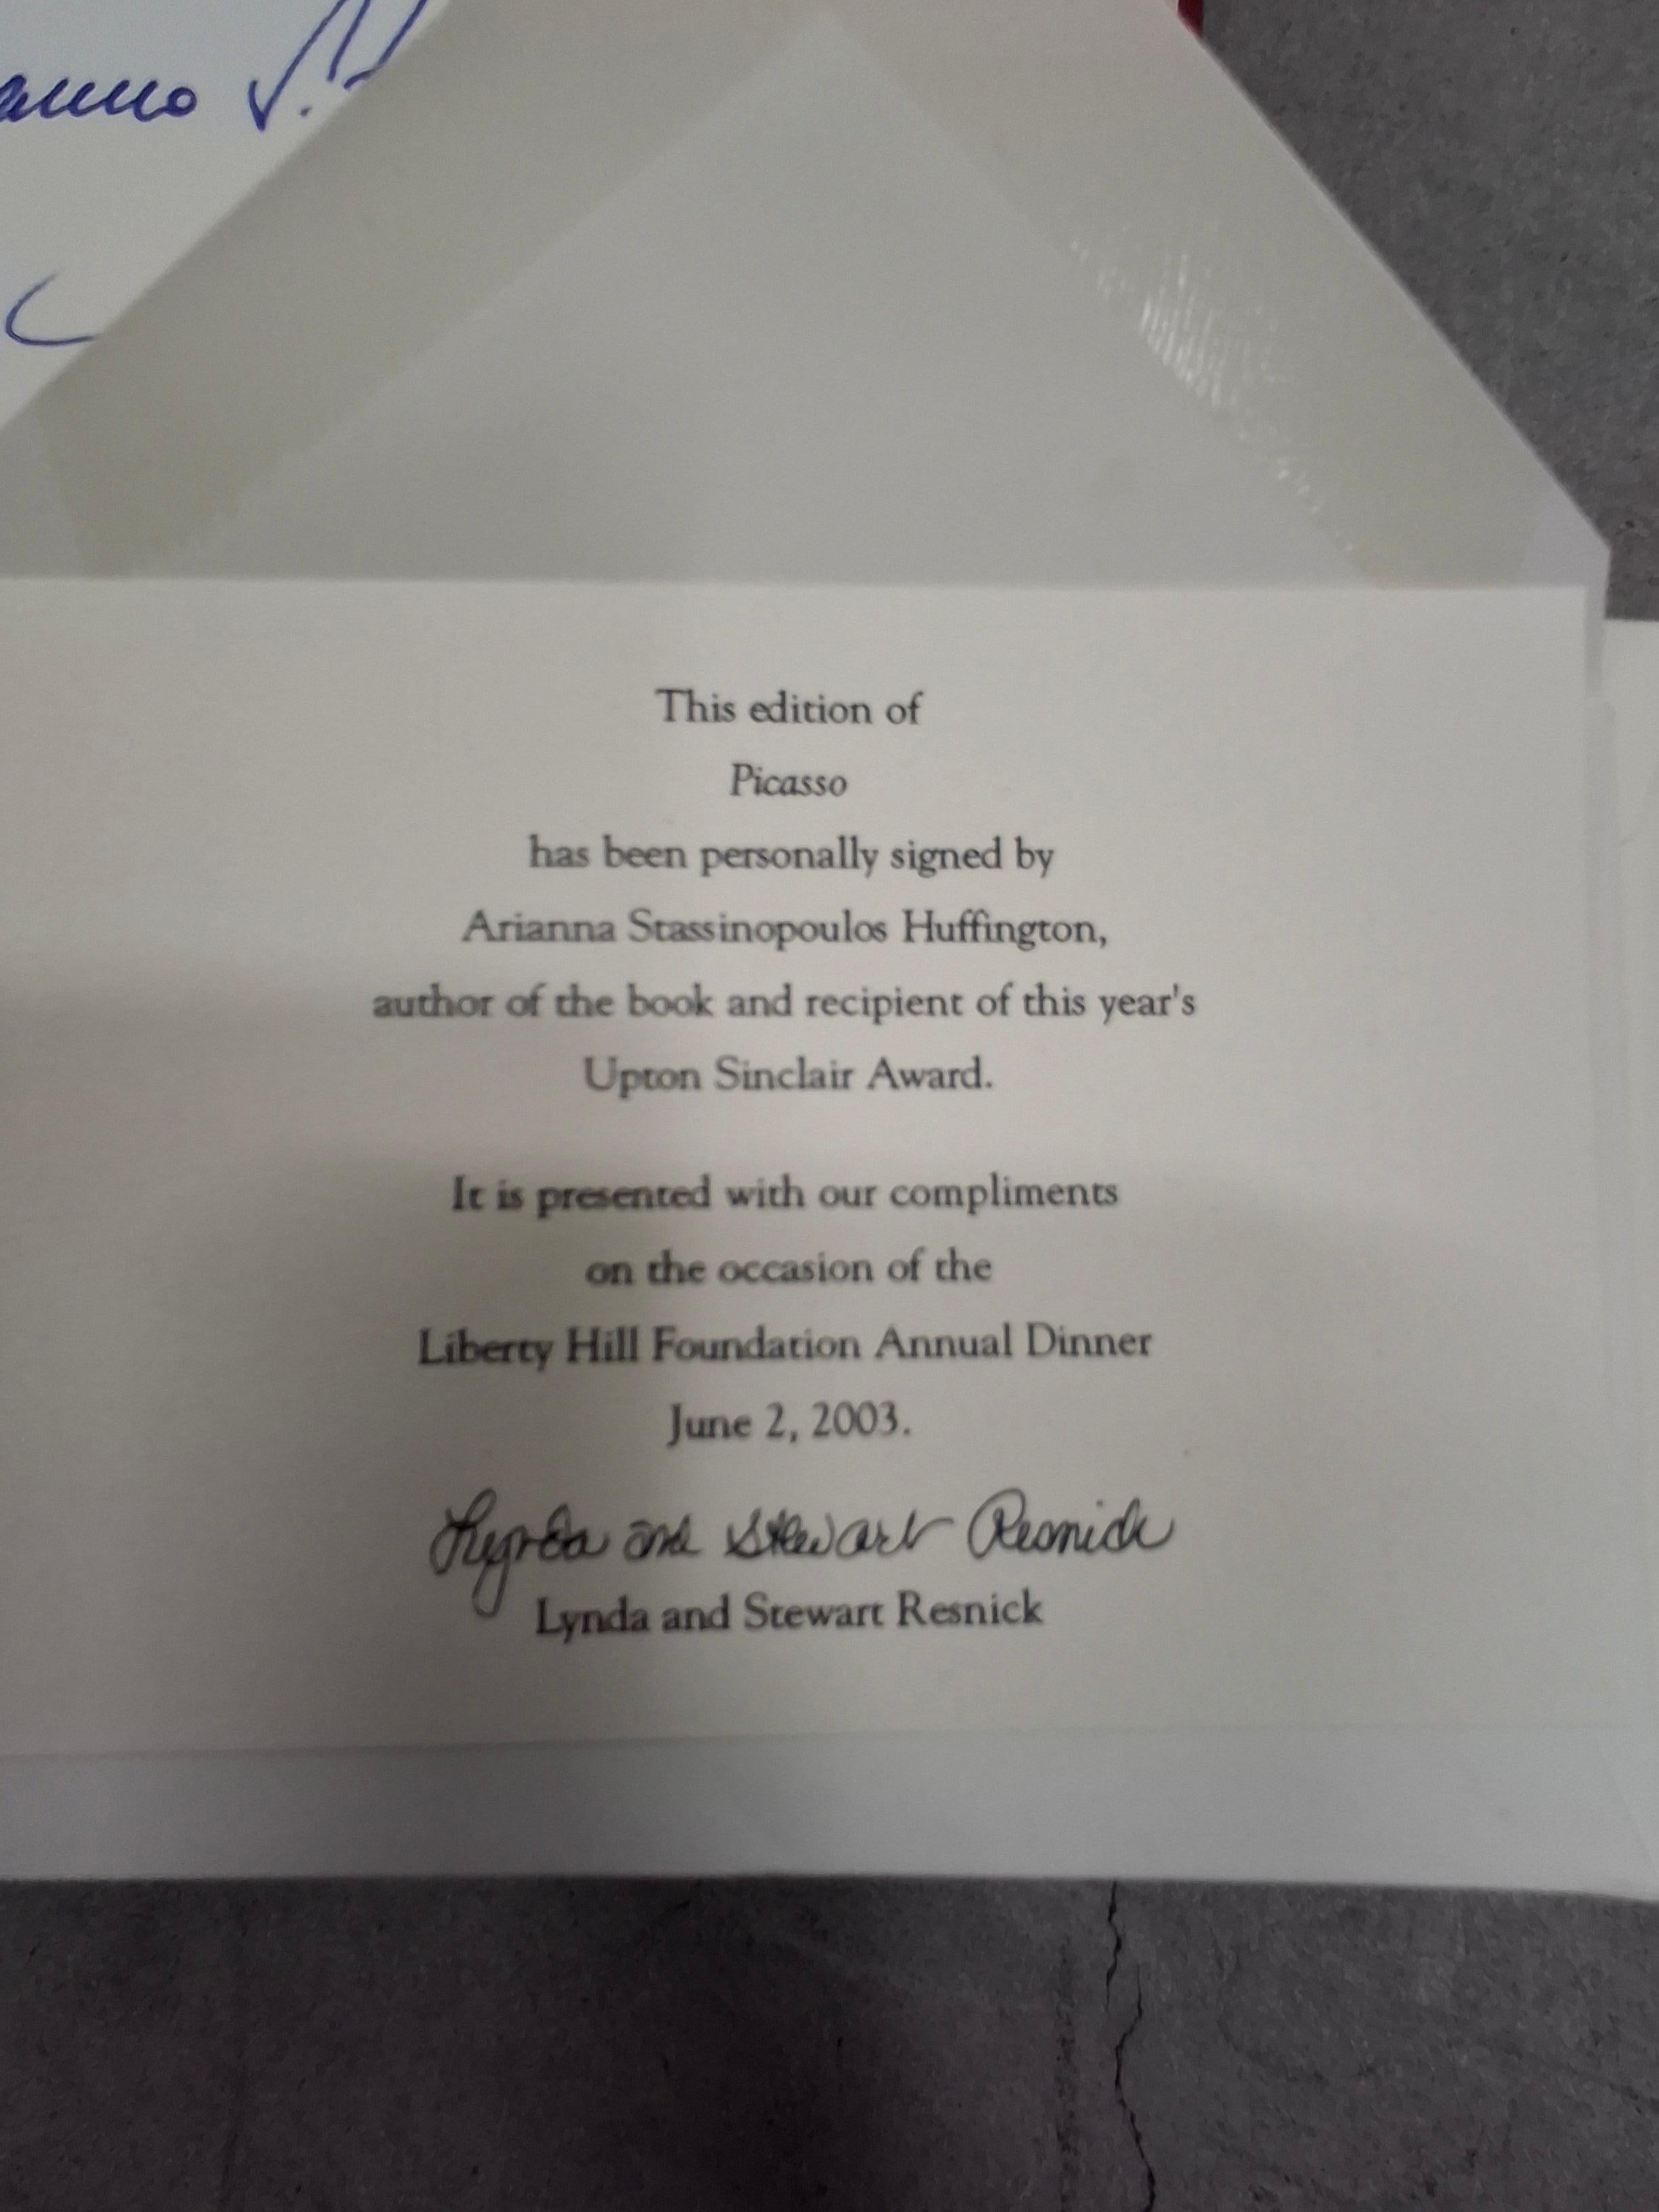 This edition of
Picasso
has been personally signed by
Arianna Stassinopoulos Huffington,
author of the book and recipient of this year's
Upton Sinclair Award.
It is presented with our compliments
on the occasion of the
Liberty Hill Foundation Annual Dinner
June 2, 2003.
Lynda and Stewart Resnick
Lynda and Stewart Resnick